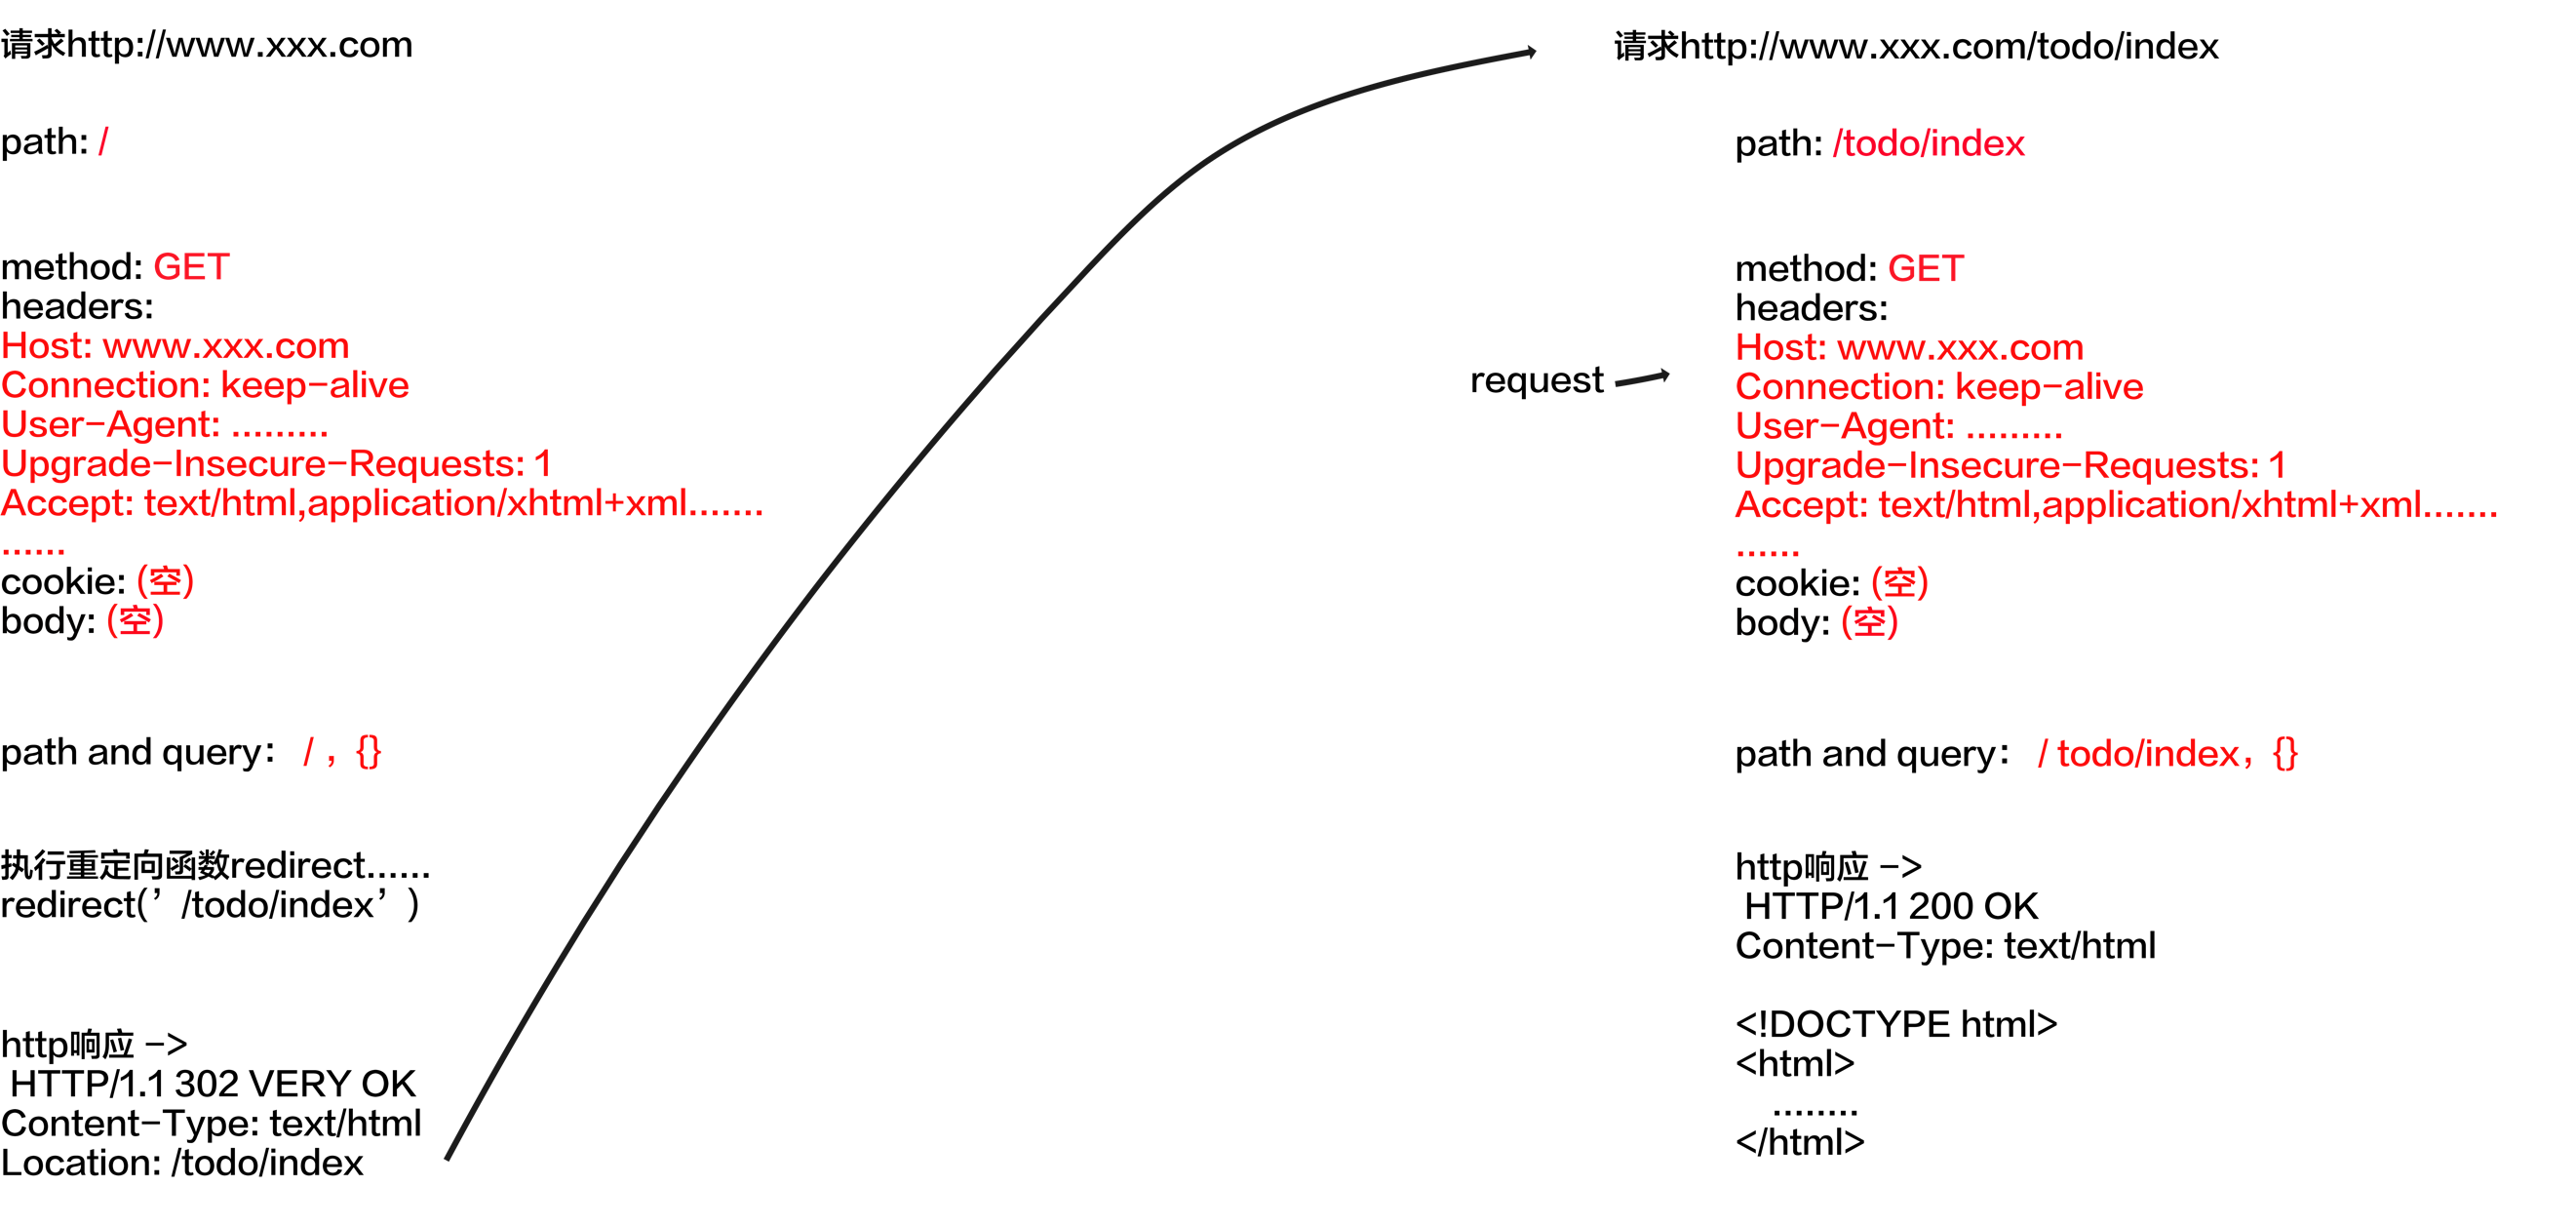 请求http://www.xxx.com
path: /
method: GET
headers:
Host: www.xxx.com
Connection: keep-alive
User-Agent: .........
Upgrade-Insecure-Requests: 1
Accept: text/html,application/xhtml+xml.......
......
cookie: (空)
body: (空)
path and query： / ，{}
执行重定向函数redirect......
redirect(’ /todo/index’ )
http响应 ->
HTTP/1.1 302 VERY OK
Content-Type: text/html
Location: /todo/index
请求http://www.xxx.com/todo/index
path: /todo/index
request
method: GET
headers:
Host: www.xxx.com
Connection: keep-alive
User-Agent: .........
Upgrade-Insecure-Requests: 1
Accept: text/html,application/xhtml+xml.......
......
cookie: (空)
body: (空)
path and query： / todo/index，{}
http响应 ->
HTTP/1.1 200 OK
Content-Type: text/html
<!DOCTYPE html>
<html>
........
</html>